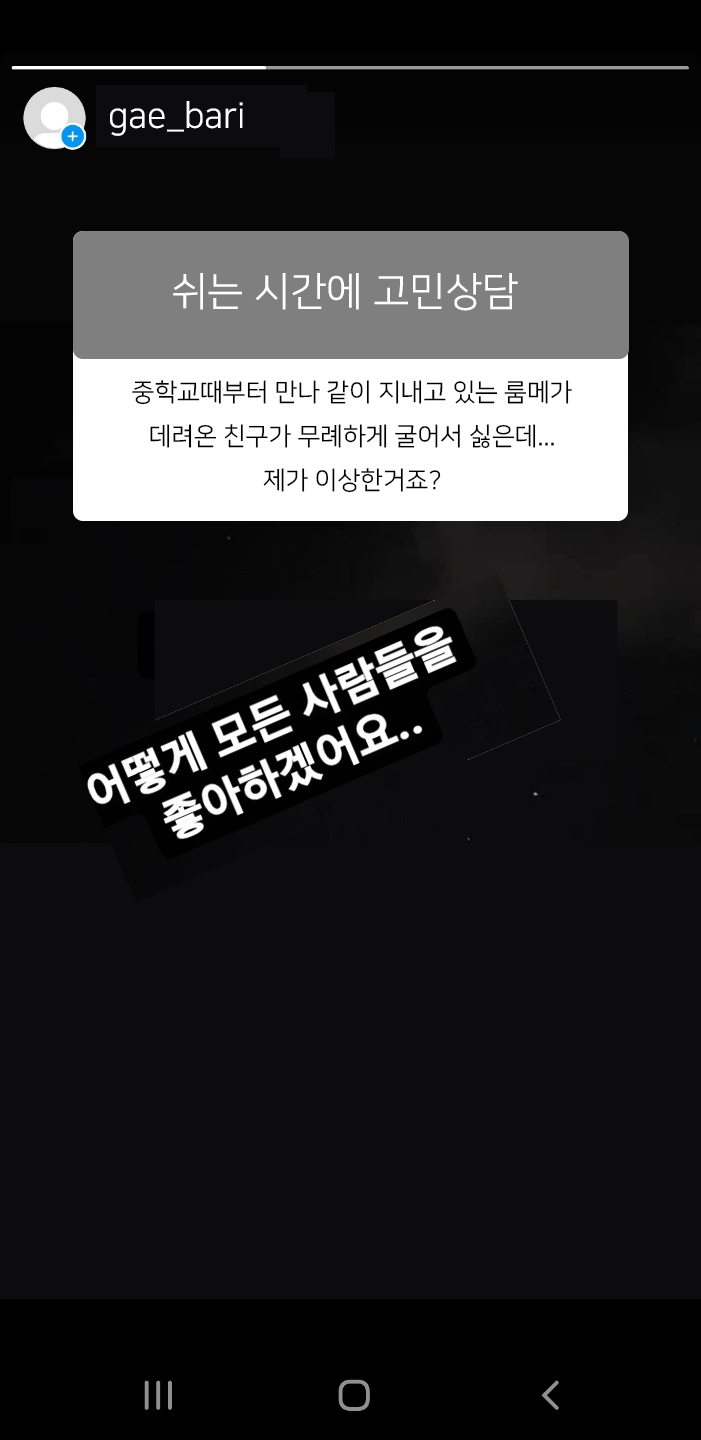 gae_bari
쉬는 시간에 고민상담
중학교때부터 만나 같이 지내고 있는 룸메가
데려온 친구가 무례하게 굴어서 싫은데...
제가 이상한거죠?
어떻게 모든 사람들을
좋아하겠어요..